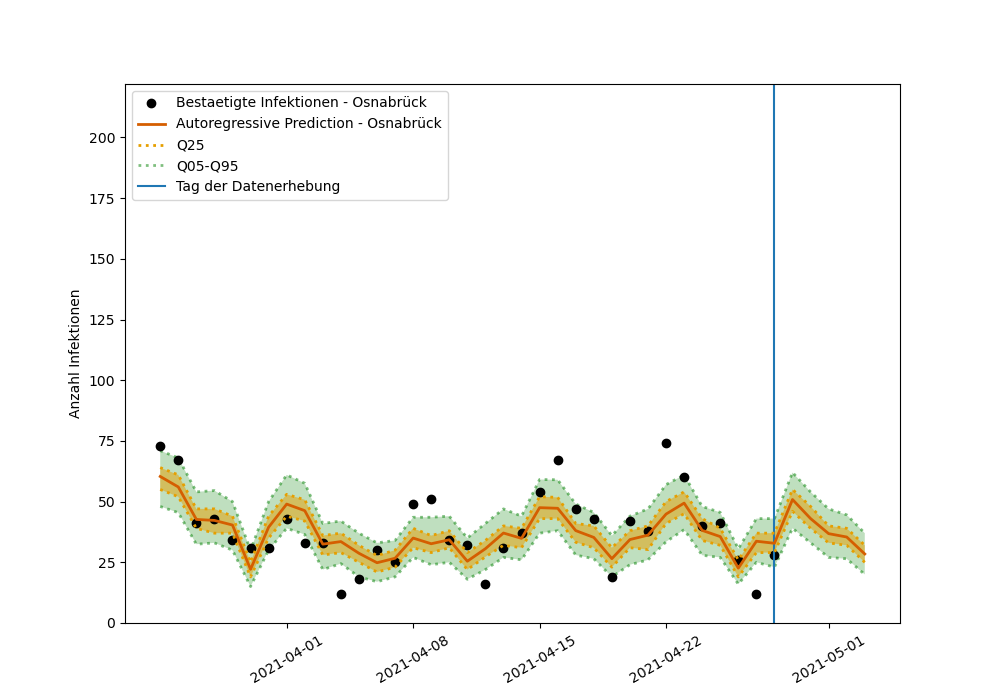 Bestaetigte Infektionen - Osnabrück
Autoregressive Prediction - Osnabrück
Q25
Q05-Q95
Tag der Datenerhebung
Anzahl Infektionen
200
175
150
125
100
75
50
25
0
2021-04-01
2021-04-08
2021-04-15
2021-04-22
2021-05-01